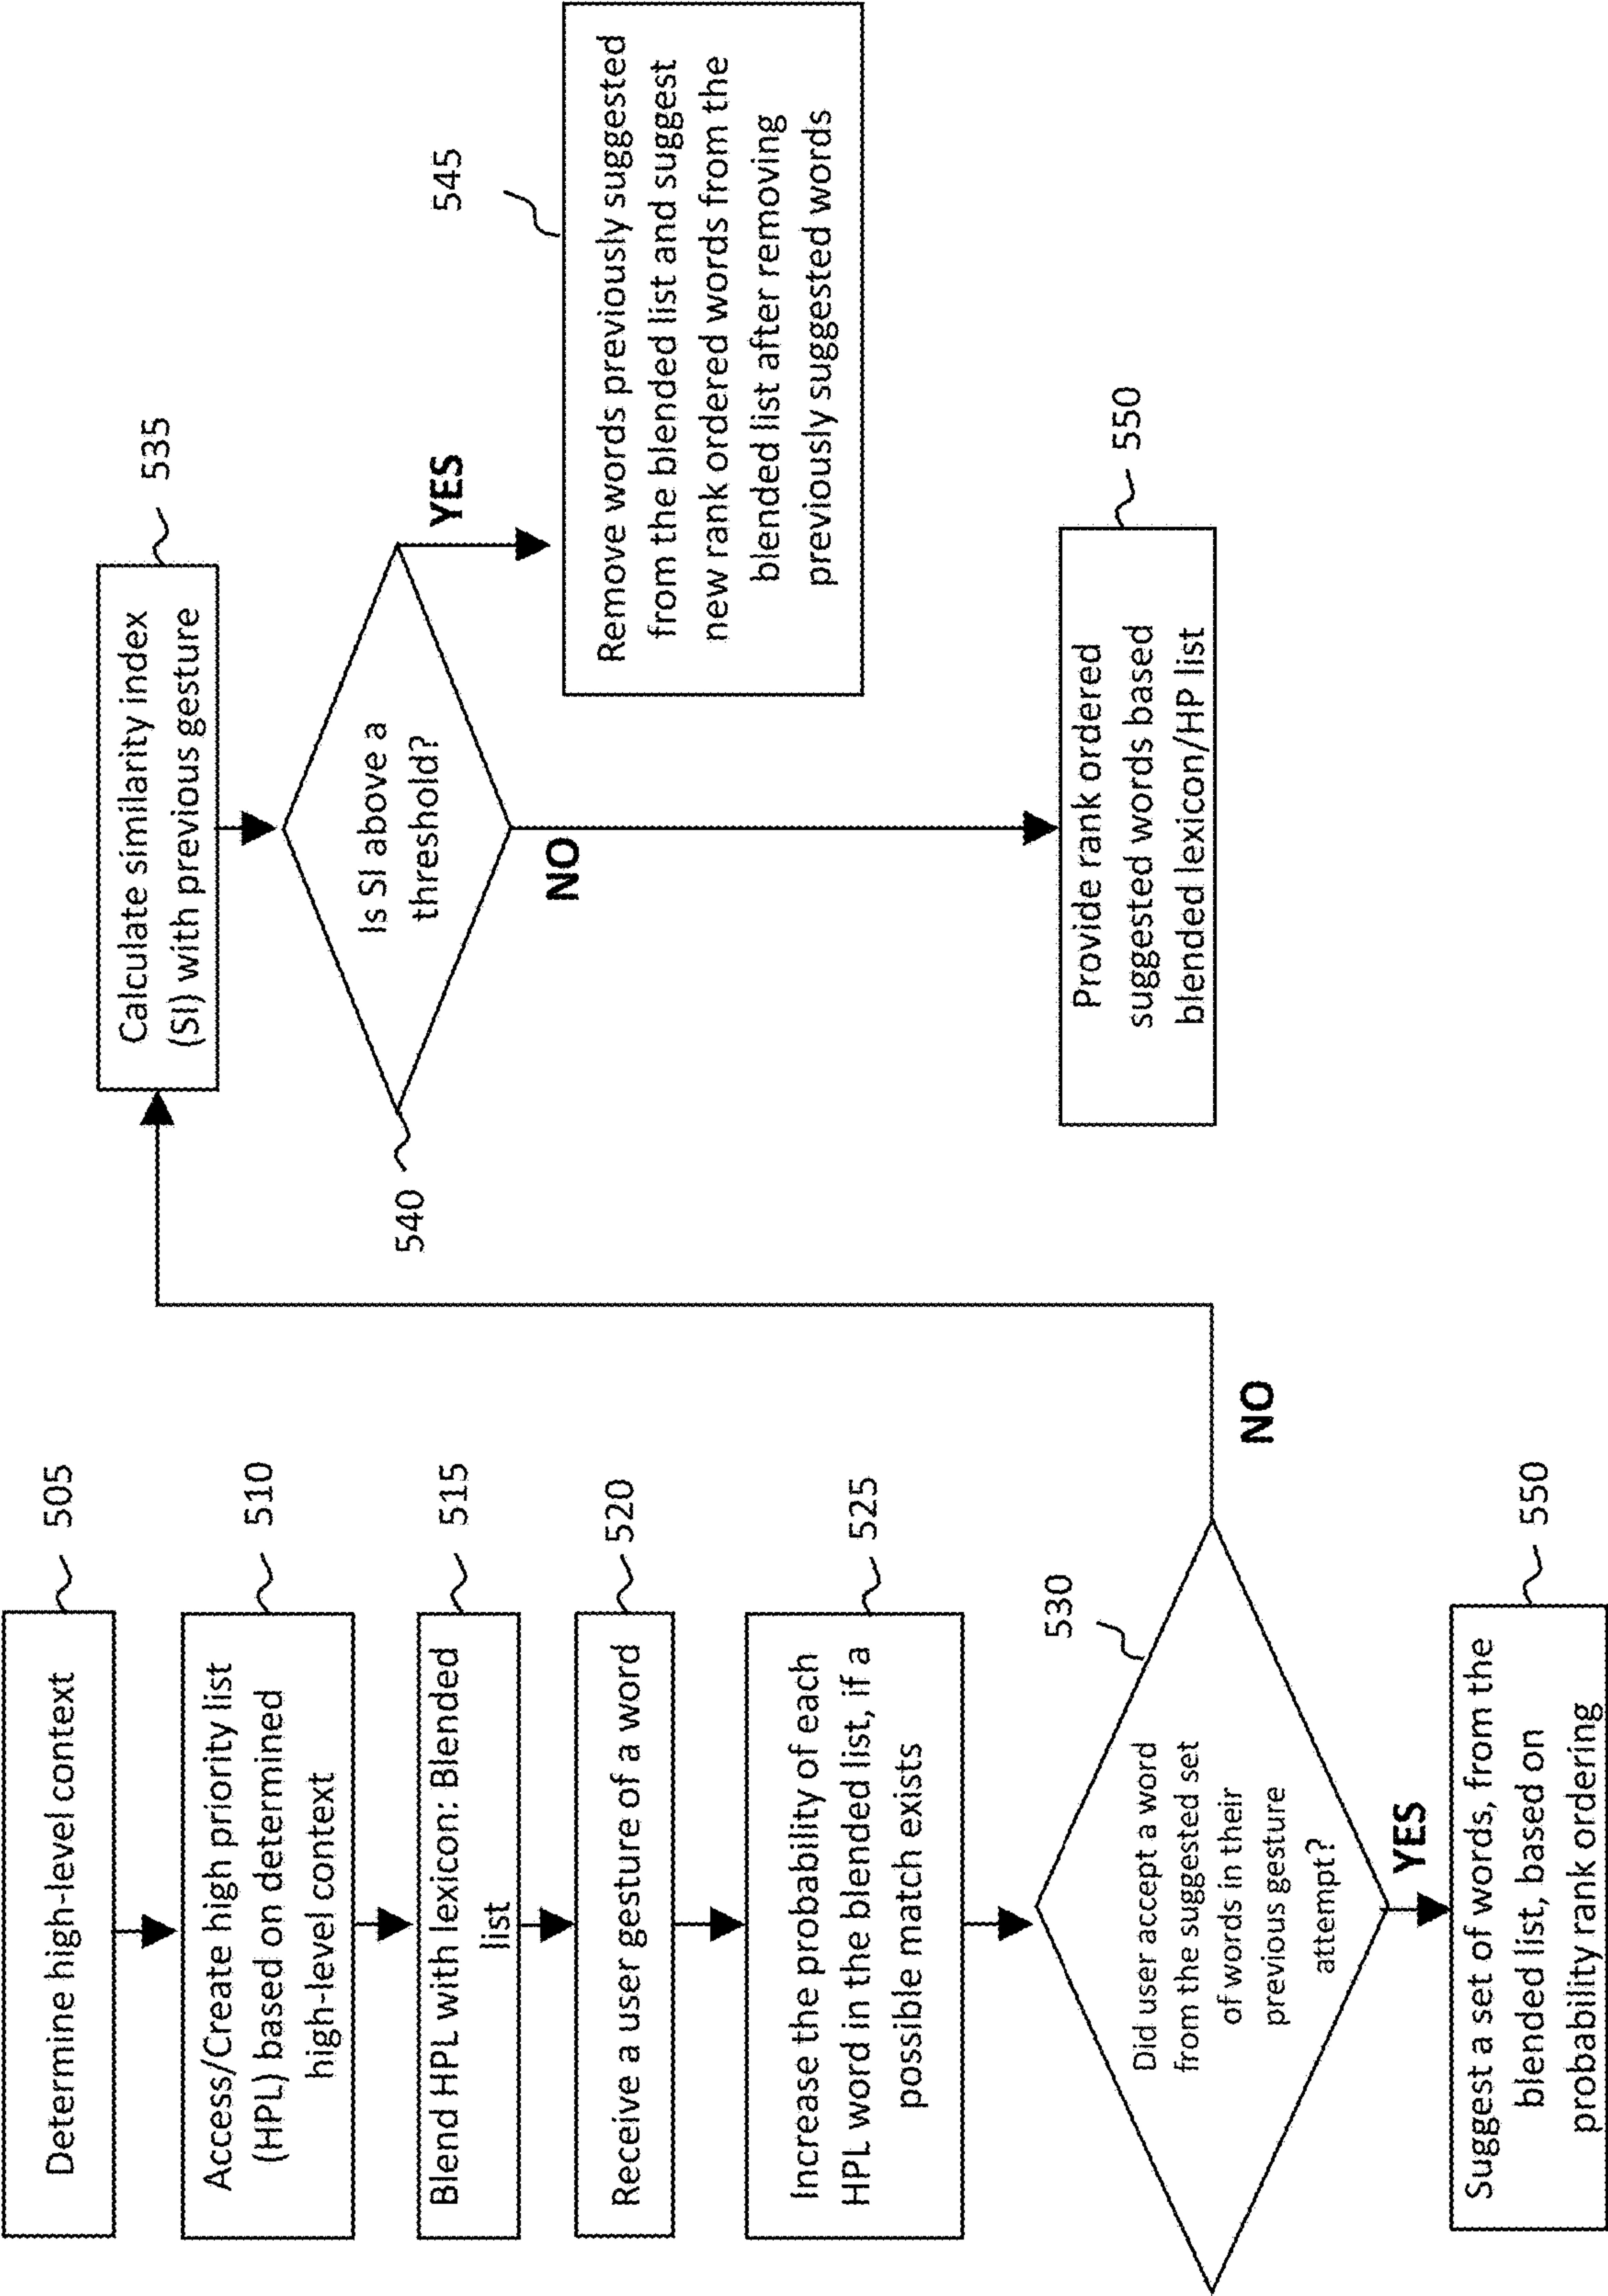 Determine high-level context
505
Access/Create high priority list
(HPL) based on determined
high-level context
510
Blend HPL with lexicon: Blended
list
515
Receive a user gesture of a word
520
Increase the probability of each
HPL word in the blended list, if a
possible match exists
525
530
Did user accept a word
from the suggested set
of words in their
previous gesture
attempt?
NO
YES
Suggest a set of words, from the
blended list, based on
probability rank ordering
550
Calculate similarity index
(SI) with previous gesture
535
Is SI above a
threshold?
540
YES
NO
Remove words previously suggested
from the blended list and suggest
new rank ordered words from the
blended list after removing
previously suggested words
545
Provide rank ordered
suggested words based
blended lexicon/HP list
550